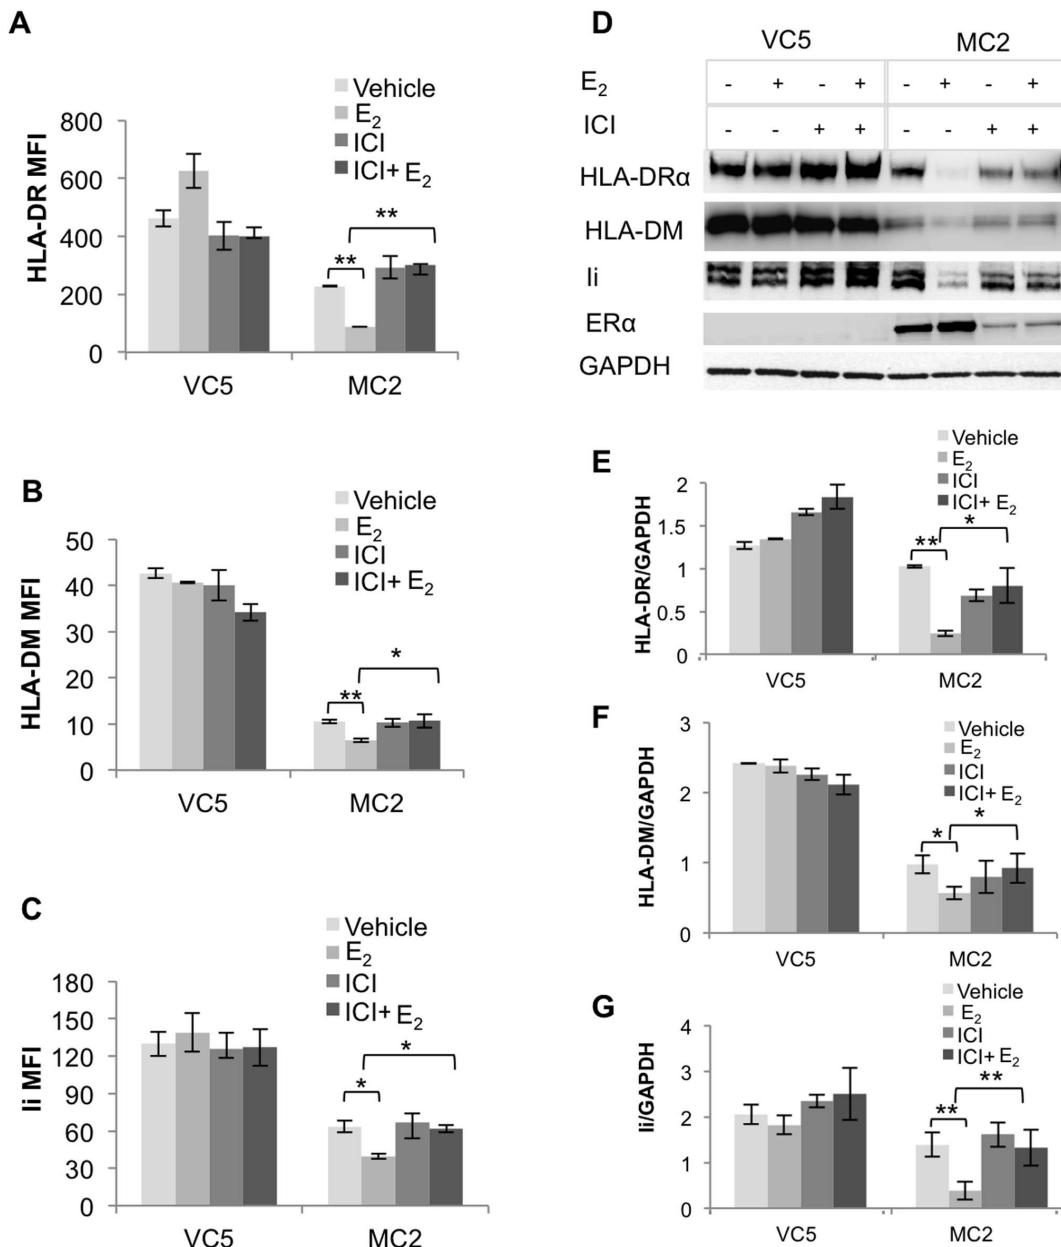 A
Vehicle
E2
ICI
ICI+ E2
HLA-DR MFI
800
600
400
200
0
**
**
VC5
MC2
B
Vehicle
E2
ICI
ICI+ E2
HLA-DM MFI
50
40
30
20
10
0
*
**
VC5
MC2
C
Vehicle
E2
ICI
ICI+ E2
Ii MFI
180
150
120
90
60
30
0
*
*
VC5
MC2
D
VC5 MC2
E2 - + - + - + - +
ICI - - + + - - + +
HLA-DRα
HLA-DM
Ii
ERα
GAPDH
E
Vehicle
E2
ICI
ICI+ E2
HLA-DR/GAPDH
2
1.5
1
0.5
0
*
**
VC5
MC2
F
Vehicle
E2
ICI
ICI+ E2
HLA-DM/GAPDH
3
2
1
0
*
*
VC5
MC2
G
Vehicle
E2
ICI
ICI+ E2
Ii/GAPDH
4
3
2
1
0
**
**
VC5
MC2